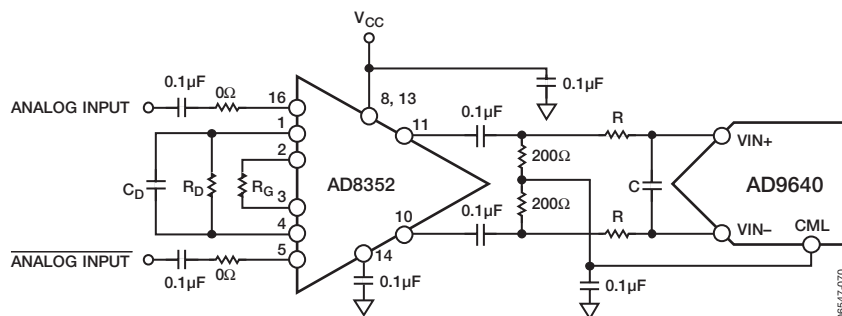 VCC
0.1µF
0Ω
ANALOG INPUT
16
8, 13
0.1µF
1
2
11
0.1µF
R
VIN+
200Ω
CD
RD
RG
AD8352
C
AD9640
3
200Ω
4
10
0.1µF
R
VIN–
CML
ANALOG INPUT
5
14
0.1µF
0Ω
0.1µF
0.1µF
06547-070